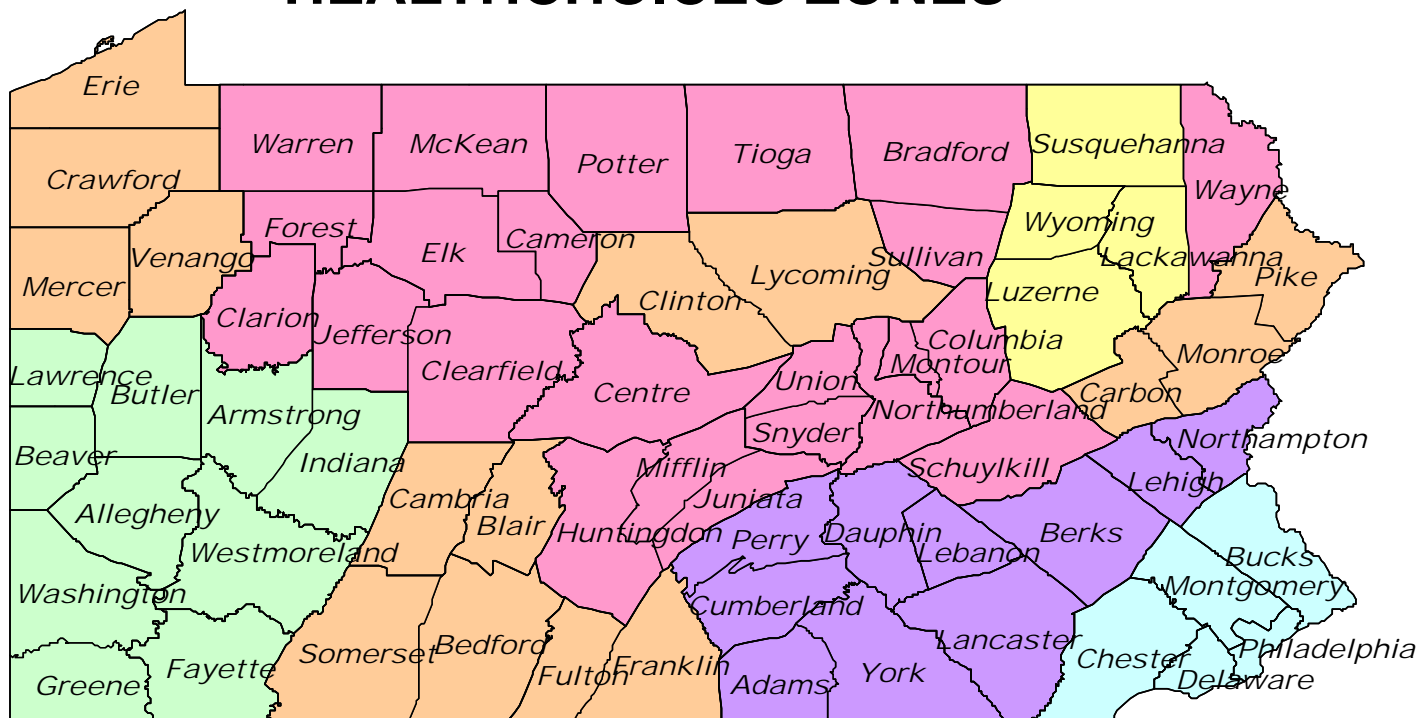 HEALTHCHOICES ZONES
Erie
Warren
McKean
Potter
Tioga
Bradford
Susquehanna
Wayne
Crawford
Forest
Elk
Cameron
Sullivan
Wyoming
Lackawanna
Pike
Venango
Mercer
Clarion
Jefferson
Clinton
Lycoming
Luzerne
Columbia
Montour
Monroe
Carbon
Lawrence
Butler
Armstrong
Clearfield
Centre
Union
Northumberland
Snyder
Northampton
Beaver
Indiana
Mifflin
Schuylkill
Lehigh
Cambria
Juniata
Allegheny
Blair
Huntingdon
Perry
Dauphin
Lebanon
Berks
Westmoreland
Bucks
Montgomery
Washington
Cumberland
Lancaster
Philadelphia
Somerset
Bedford
Fulton
Franklin
Chester
Delaware
Greene
Fayette
Adams
York